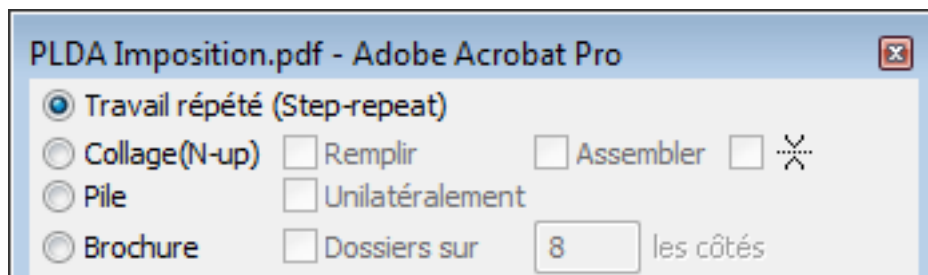 PLDA Imposition.pdf - Adobe Acrobat Pro
Travail répété (Step-repeat)
Collage(N-up) Remplir Assembler
Pile Unilatéralement
Brochure Dossiers sur 8 les côtés